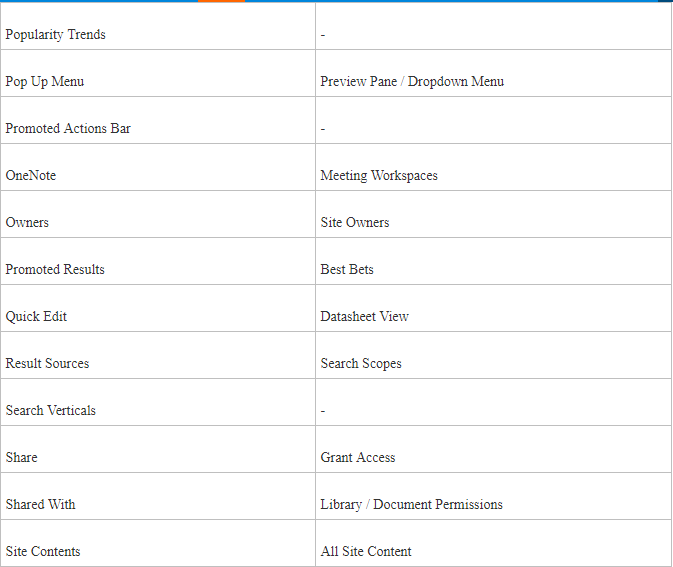 Popularity Trends -
Pop Up Menu Preview Pane / Dropdown Menu
Promoted Actions Bar -
OneNote Meeting Workspaces
Owners Site Owners
Promoted Results Best Bets
Quick Edit Datasheet View
Result Sources Search Scopes
Search Verticals -
Share Grant Access
Shared With Library / Document Permissions
Site Contents All Site Content